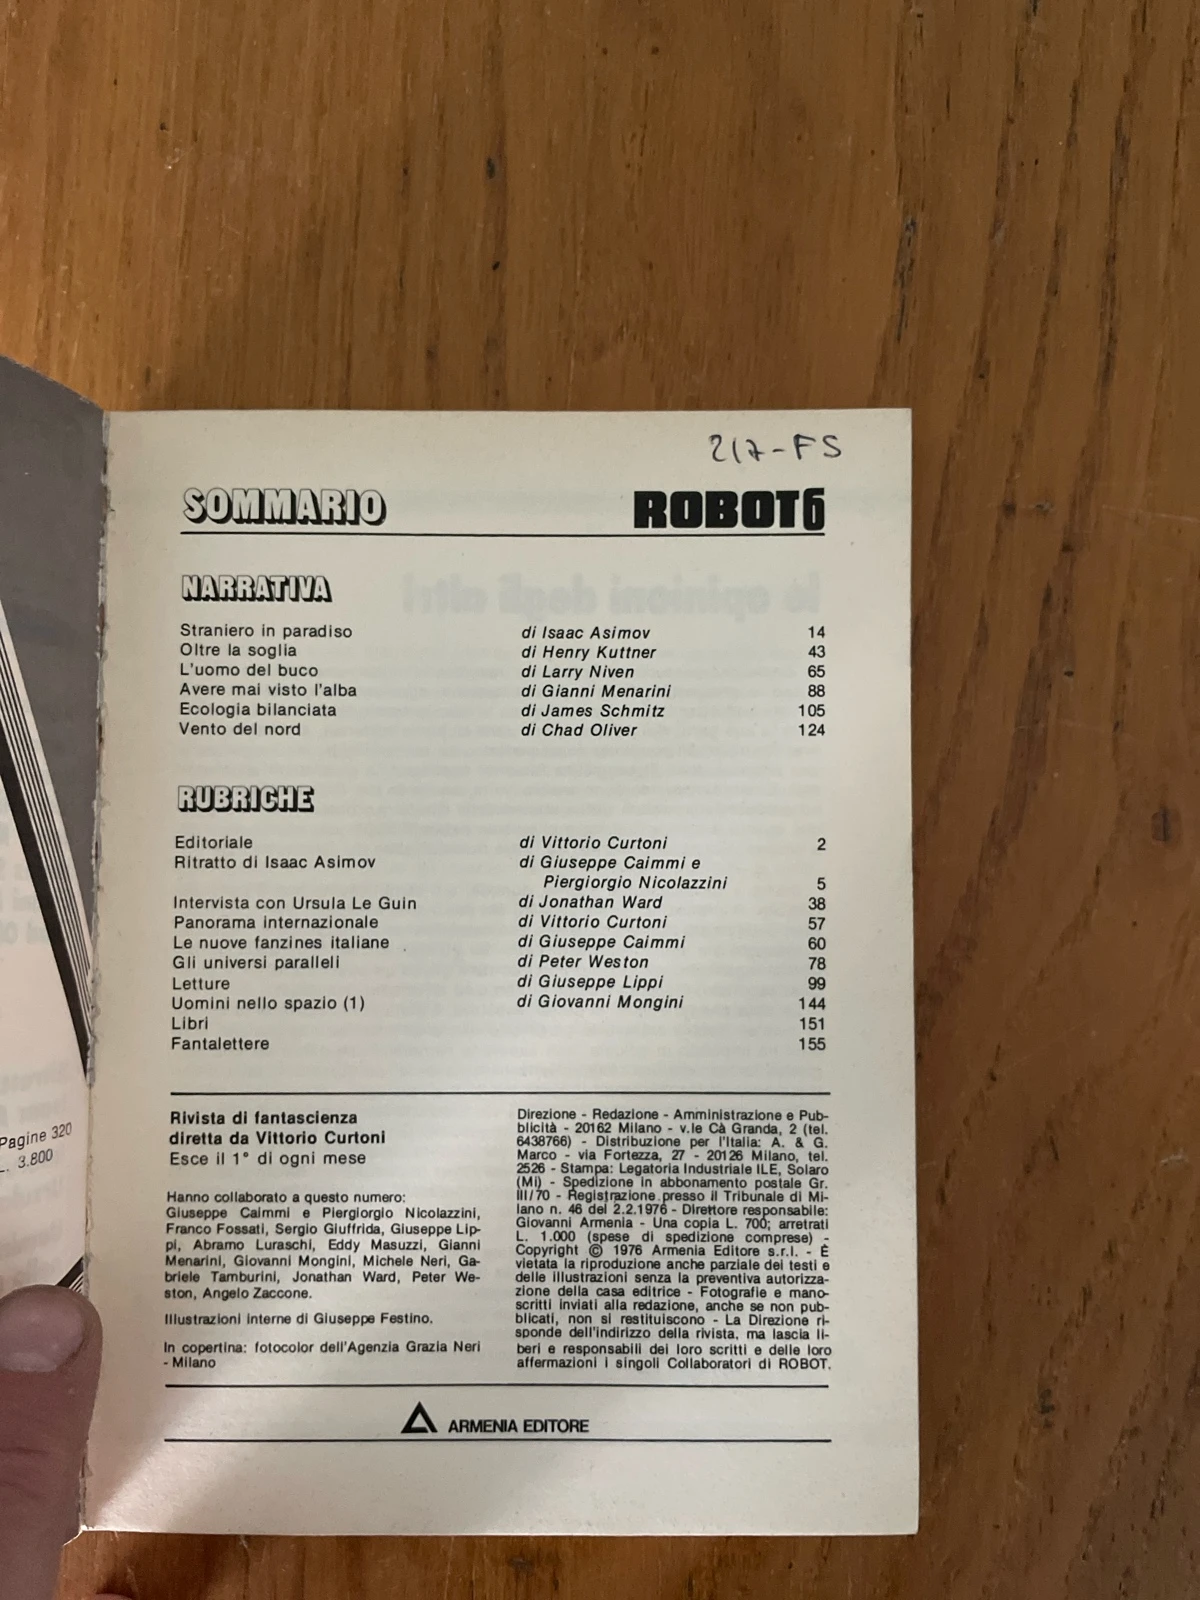 217-FS
SOMMARIO ROBOT6
NARRATIVA
Straniero in paradiso di Isaac Asimov 14
Oltre la soglia di Henry Kuttner 43
L'uomo del buco di Larry Niven 65
Avere mai visto l'alba di Gianni Menarini 88
Ecologia bilanciata di James Schmitz 105
Vento del nord di Chad Oliver 124
RUBRICHE
Editoriale di Vittorio Curtoni 2
Ritratto di Isaac Asimov di Giuseppe Caimmi e
Piergiorgio Nicolazzini 5
Intervista con Ursula Le Guin di Jonathan Ward 38
Panorama internazionale di Vittorio Curtoni 57
Le nuove fanzines italiane di Giuseppe Caimmi 60
Gli universi paralleli di Peter Weston 78
Letture di Giuseppe Lippi 99
Uomini nello spazio (1) di Giovanni Mongini 144
Libri 151
Fantalettere 155
Rivista di fantascienza
diretta da Vittorio Curtoni
Esce il 1° di ogni mese
Hanno collaborato a questo numero:
Giuseppe Caimmi e Piergiorgio Nicolazzini,
Franco Fossati, Sergio Giuffrida, Giuseppe Lip-
pi, Abramo Luraschi, Eddy Masuzzi, Gianni
Menarini, Giovanni Mongini, Michele Neri, Ga-
briele Tamburini, Jonathan Ward, Peter We-
ston, Angelo Zaccone.
Illustrazioni interne di Giuseppe Festino.
In copertina: fotocolor dell'Agenzia Grazia Neri
- Milano
Direzione - Redazione - Amministrazione e Pub-
blicità - 20162 Milano - v.le Cà Granda, 2 (tel.
6438766) - Distribuzione per l'Italia: A. & G.
Marco - via Fortezza, 27 - 20126 Milano, tel.
2526 - Stampa: Legatoria Industriale ILE, Solaro
(Mi) - Spedizione in abbonamento postale Gr.
III/70 - Registrazione presso il Tribunale di Mi-
lano n. 46 del 2.2.1976 - Direttore responsabile:
Giovanni Armenia - Una copia L. 700; arretrati
L. 1.000 (spese di spedizione comprese) -
Copyright © 1976 Armenia Editore s.r.l. - È
vietata la riproduzione anche parziale dei testi e
delle illustrazioni senza la preventiva autorizza-
zione della casa editrice - Fotografie e mano-
scritti inviati alla redazione, anche se non pub-
blicati, non si restituiscono - La Direzione ri-
sponde dell'indirizzo della rivista, ma lascia li-
beri e responsabili dei loro scritti e delle loro
affermazioni i singoli Collaboratori di ROBOT.
ARMENIA EDITORE
Pagine 320
L. 3.800